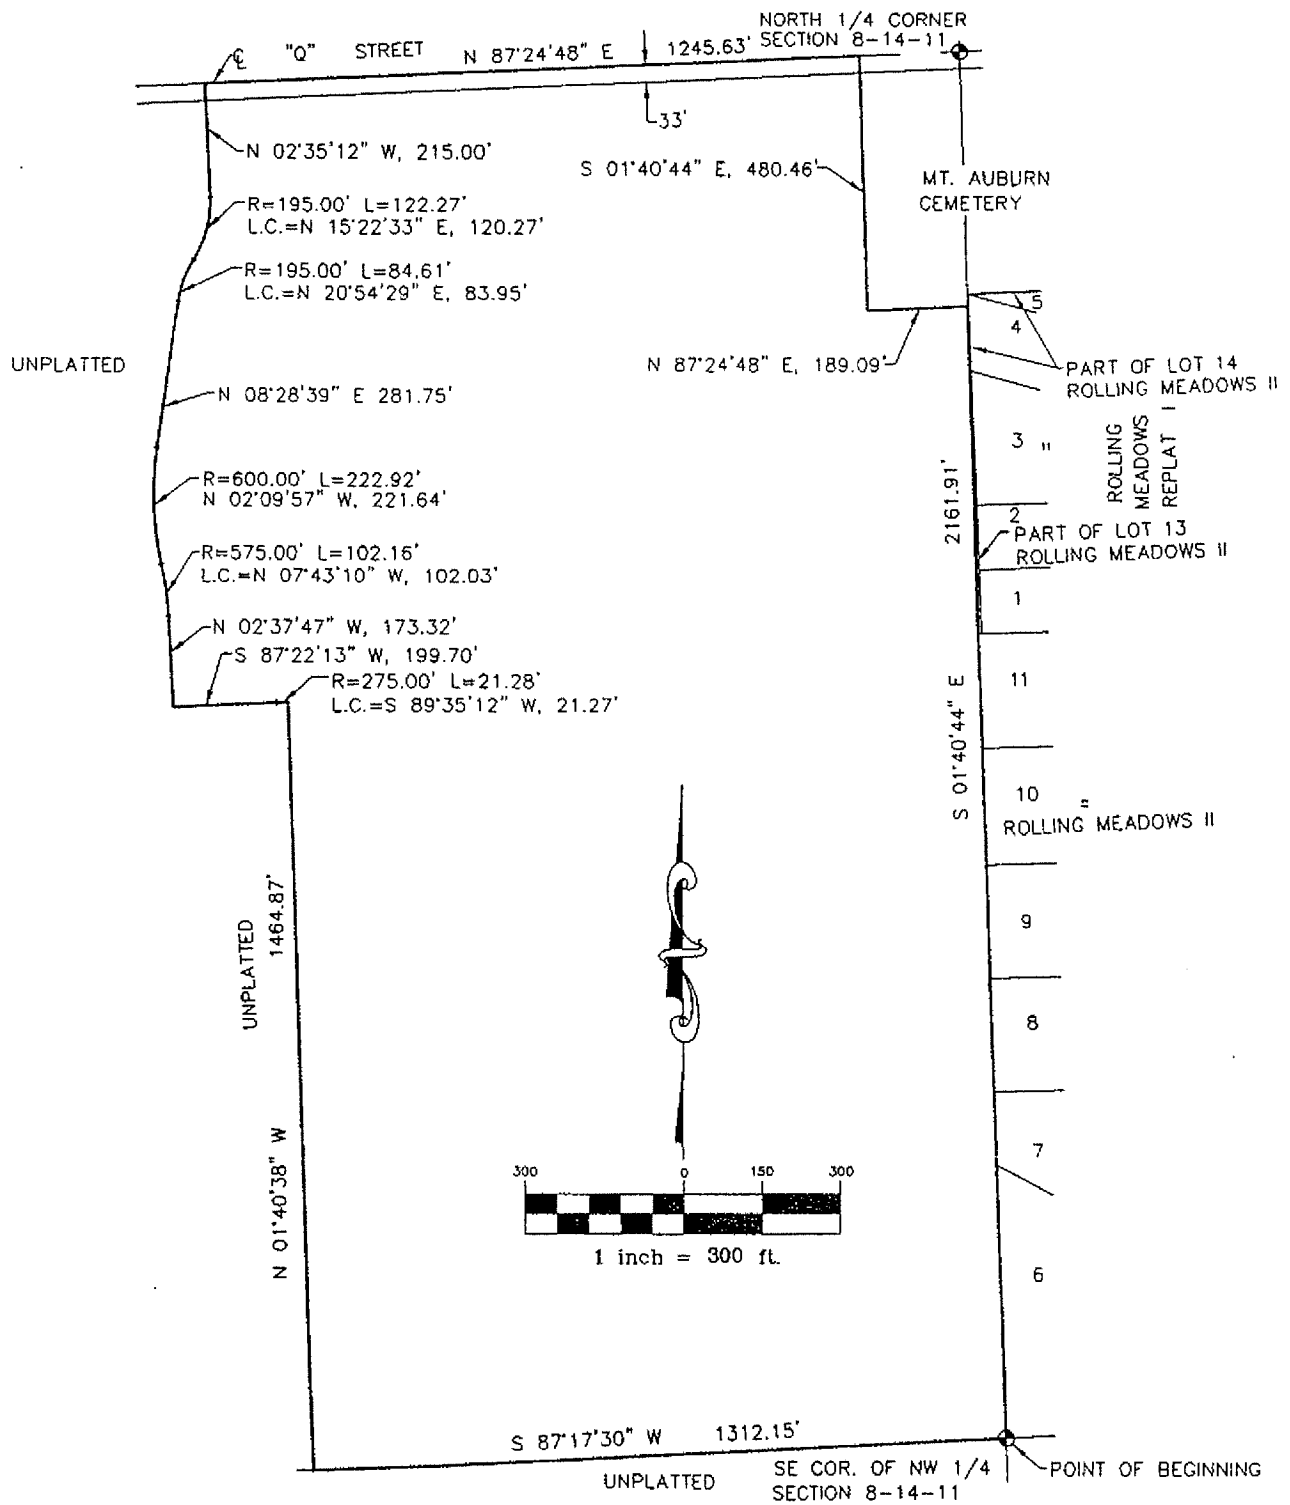 NORTH 1/4 CORNER
SECTION 8-14-11
℄ "Q" STREET N 87°24'48" E 1245.63'
33'
N 02°35'12" W, 215.00'
S 01°40'44" E, 480.46'
MT. AUBURN
CEMETERY
R=195.00' L=122.27'
L.C.=N 15°22'33" E, 120.27'
R=195.00' L=84.61'
L.C.=N 20°54'29" E, 83.95'
5
4
UNPLATTED
N 87°24'48" E, 189.09'
PART OF LOT 14
ROLLING MEADOWS II
N 08°28'39" E 281.75'
3 "
ROLLING
MEADOWS
REPLAT I
R=600.00' L=222.92'
N 02°09'57" W, 221.64'
2161.91'
2
PART OF LOT 13
ROLLING MEADOWS II
R=575.00' L=102.16'
L.C.=N 07°43'10" W, 102.03'
1
N 02°37'47" W, 173.32'
S 87°22'13" W, 199.70'
R=275.00' L=21.28'
L.C.=S 89°35'12" W, 21.27'
11
S 01°40'44" E
10 "
ROLLING MEADOWS II
1464.87'
UNPLATTED
9
8
7
N 01°40'38" W
300 0 150 300
1 inch = 300 ft.
6
S 87°17'30" W 1312.15'
UNPLATTED
SE COR. OF NW 1/4
SECTION 8-14-11
POINT OF BEGINNING